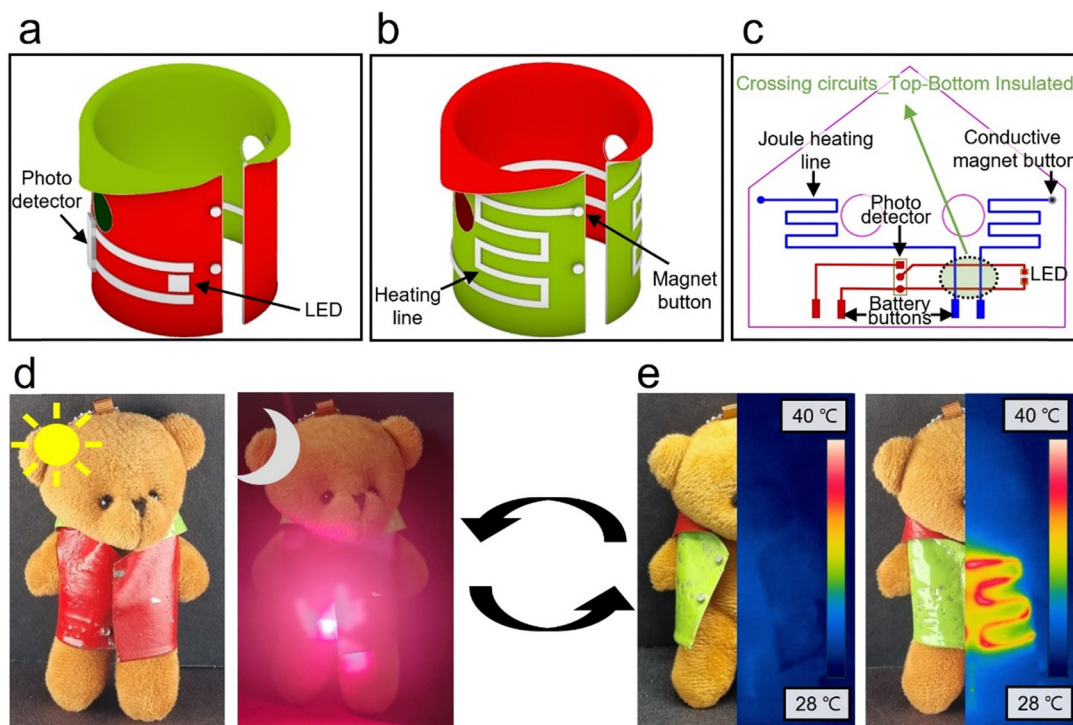 a
Photo
detector
LED
b
Heating
line
Magnet
button
c
Crossing circuits_Top-Bottom Insulated
Joule heating
line
Conductive
magnet button
Photo
detector
LED
Battery
buttons
d
e
40 ℃
28 ℃
40 ℃
28 ℃